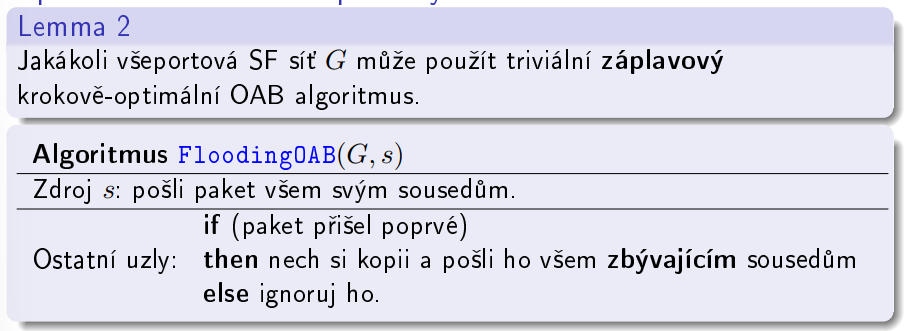 Lemma 2
Jakákoli všeportová SF síť G může použít triviální záplavový
krokově-optimální OAB algoritmus.
Algoritmus FloodingOAB(G, s)
Zdroj s: pošli paket všem svým sousedům.
if (paket přišel poprvé)
Ostatní uzly: then nech si kopii a pošli ho všem zbývajícím sousedům
else ignoruj ho.